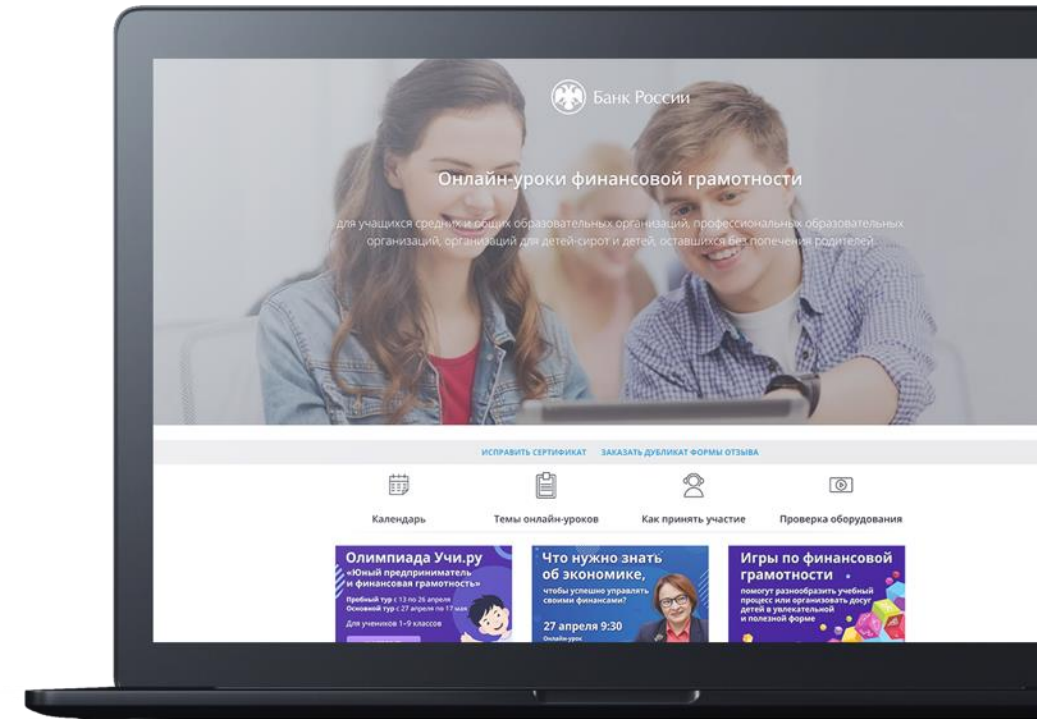 Банк России
Онлайн-уроки финансовой грамотности
для учащихся средних и общих образовательных организаций, профессиональных образовательных
организаций, организаций для детей-сирот и детей, оставшихся без попечения родителей.
ИСПРАВИТЬ СЕРТИФИКАТ ЗАКАЗАТЬ ДУБЛИКАТ ФОРМЫ ОТЗЫВА
Календарь
Темы онлайн-уроков
Как принять участие
Проверка оборудования
Олимпиада Учи.ру
«Юный предприниматель
и финансовая грамотность»
Пробный тур с 13 по 26 апреля
Основной тур с 27 апреля по 17 мая
Для учеников 1–9 классов
Что нужно знать
об экономике,
чтобы успешно управлять
своими финансами?
27 апреля 9:30
Онлайн-урок
Игры по финансовой
грамотности
помогут разнообразить учебный
процесс или организовать досуг
детей в увлекательной
и полезной форме